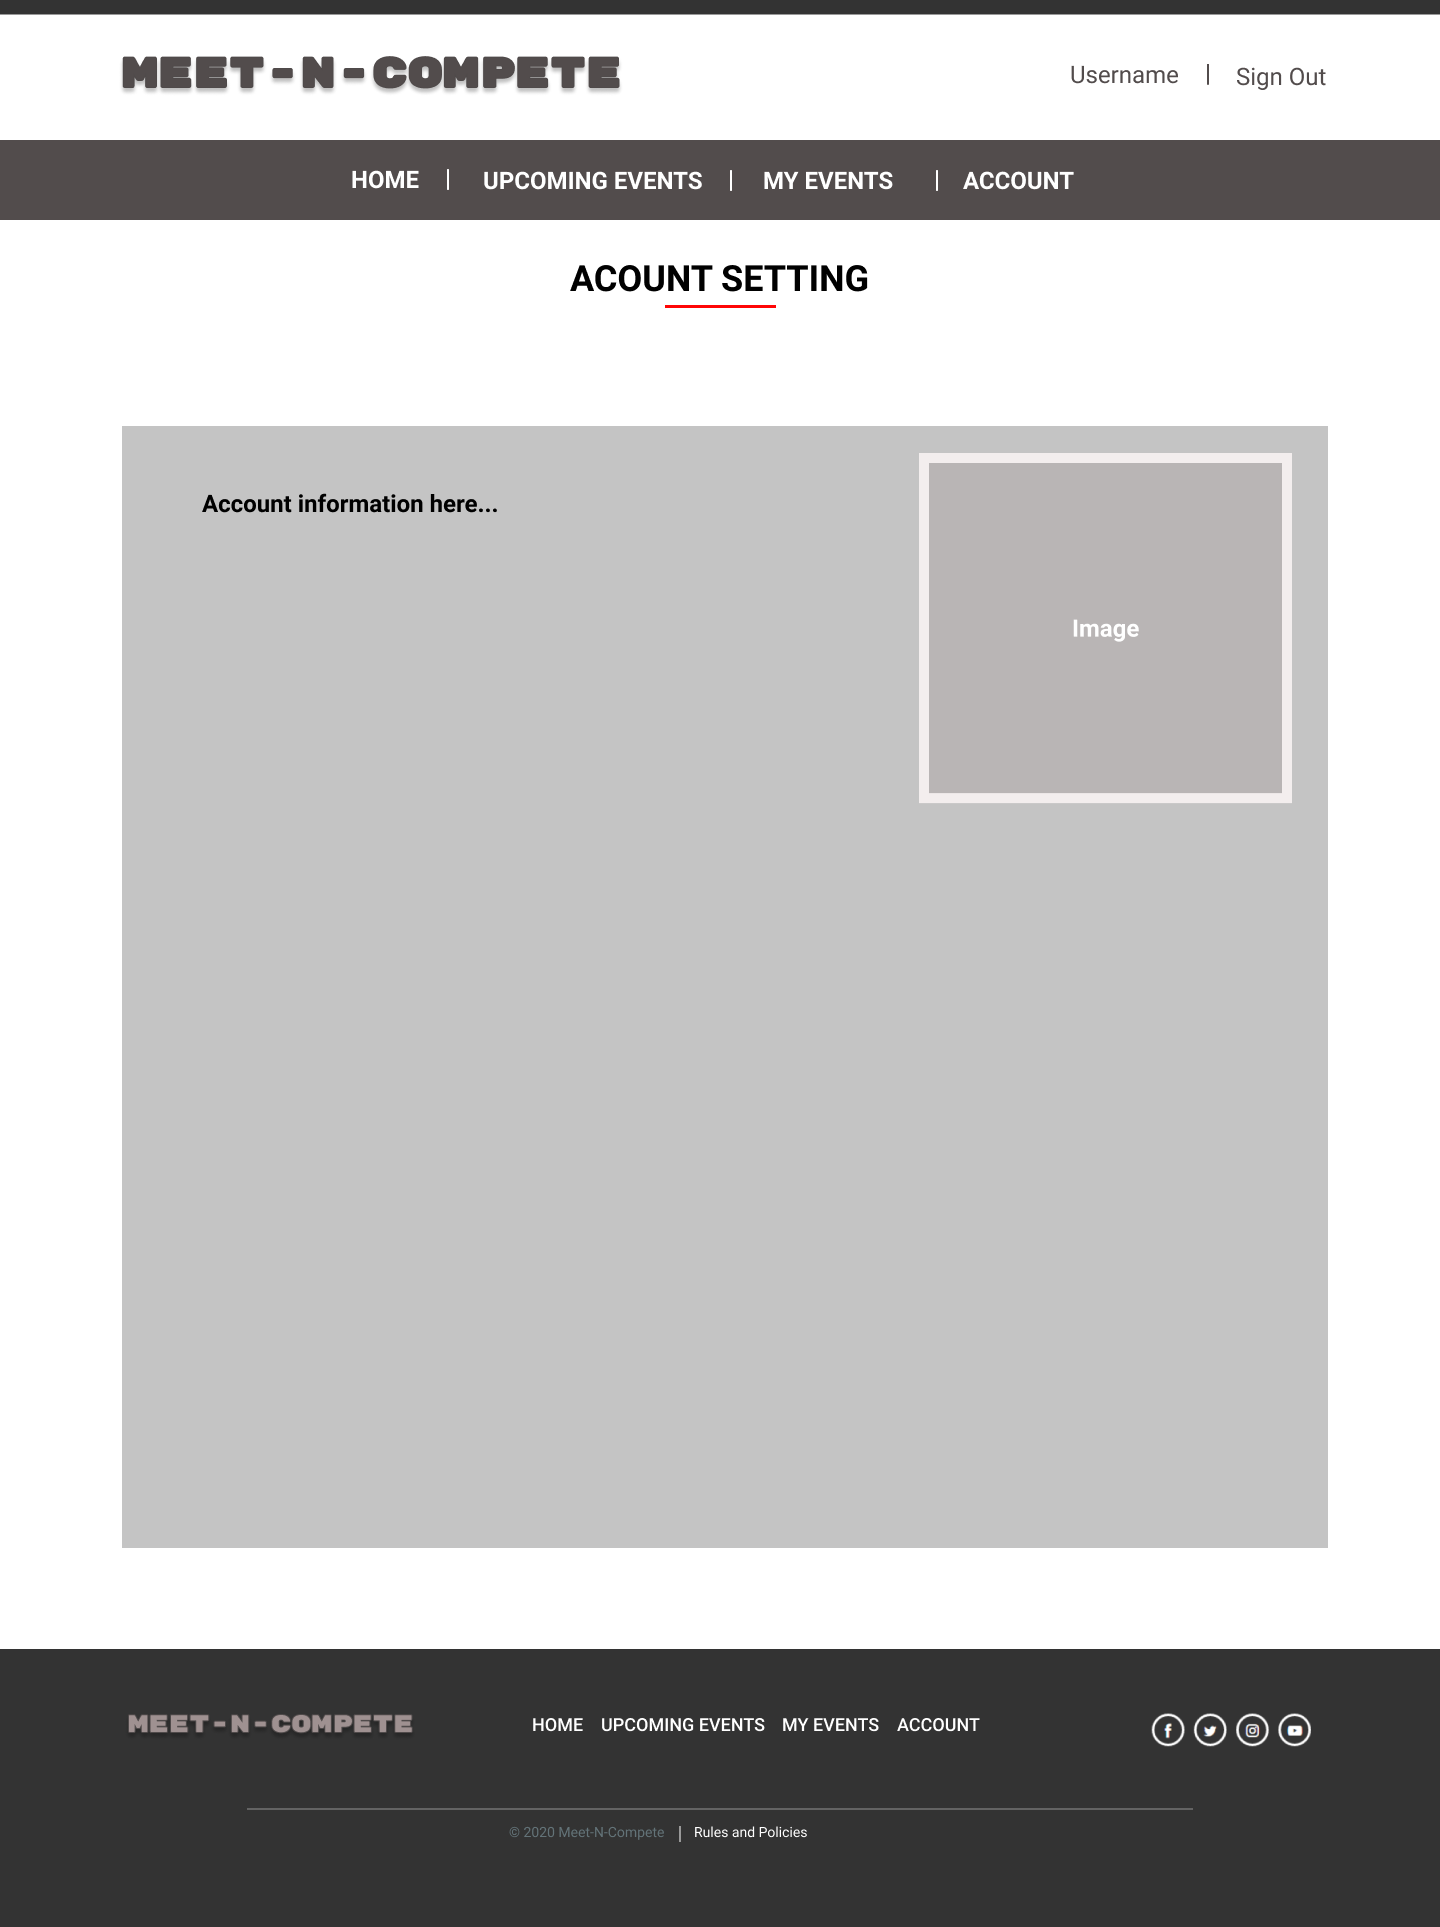 MEET - N - COMPETE
Username | Sign Out
HOME | UPCOMING EVENTS | MY EVENTS | ACCOUNT
ACOUNT SETTING
Account information here...
Image
MEET - N - COMPETE
HOME UPCOMING EVENTS MY EVENTS ACCOUNT
© 2020 Meet-N-Compete | Rules and Policies